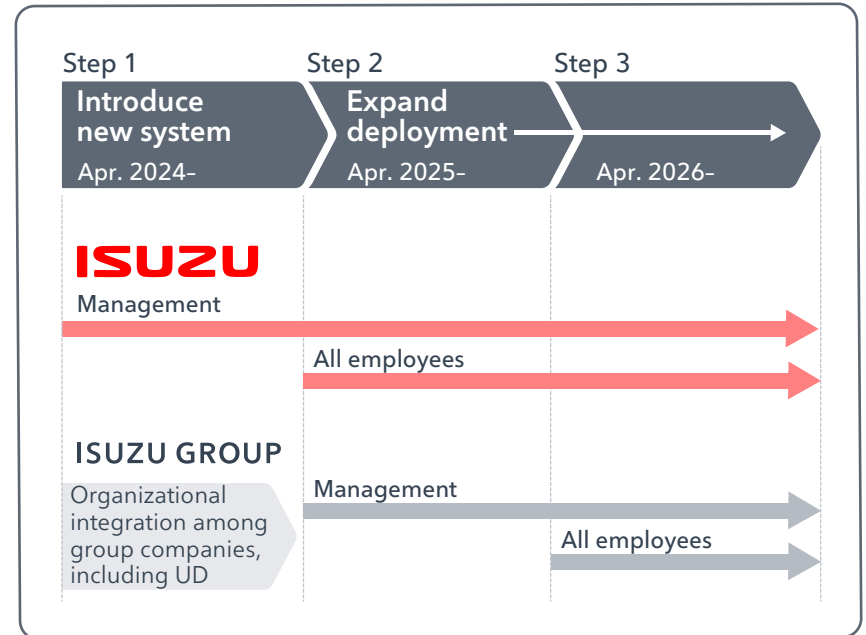 Step 1
Step 2
Step 3
Introduce
new system
Apr. 2024–
Expand
deployment
Apr. 2025–
Apr. 2026–
ISUZU
Management
All employees
ISUZU GROUP
Organizational
integration among
group companies,
including UD
Management
All employees